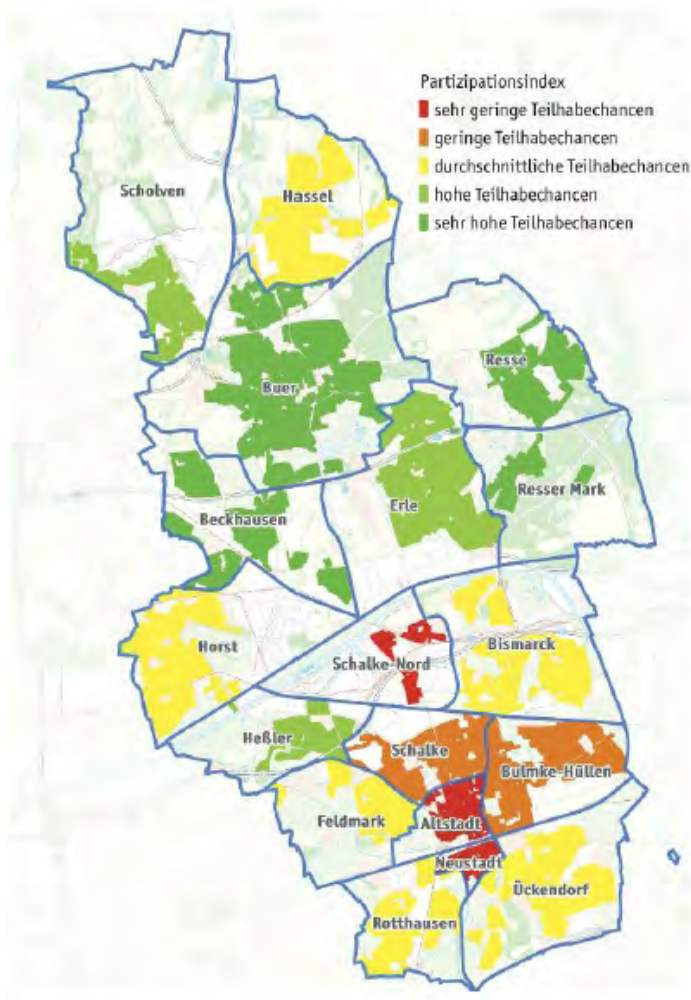 Partizipationsindex
sehr geringe Teilhabechancen
geringe Teilhabechancen
durchschnittliche Teilhabechancen
hohe Teilhabechancen
sehr hohe Teilhabechancen
Scholven
Hassel
Buer
Resse
Resser Mark
Erle
Beckhausen
Horst
Schalke-Nord
Bismarck
Heßler
Schalke
Bulmke-Hüllen
Feldmark
Altstadt
Neustadt
Ückendorf
Rotthausen